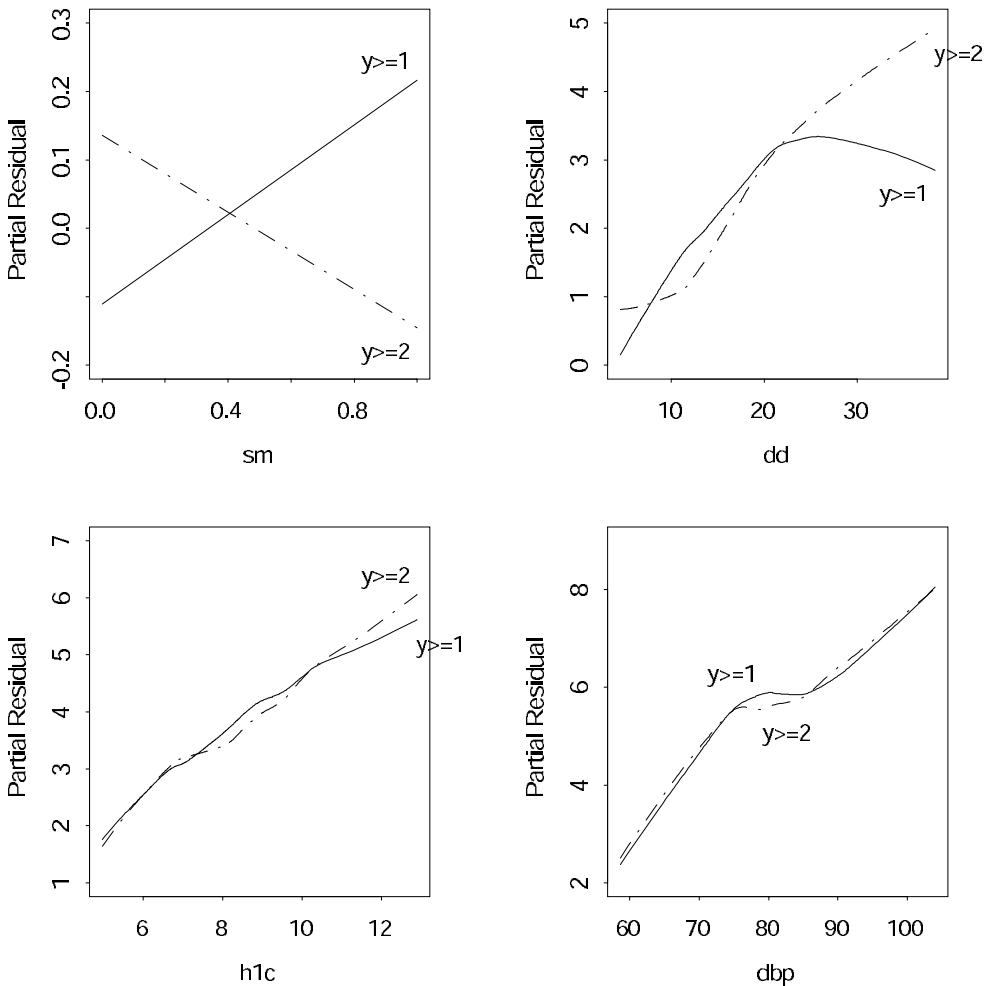 Partial Residual
0.3
0.2
0.1
0.0
-0.2
y>=1
y>=2
0.0 0.4 0.8
sm
Partial Residual
5
4
3
2
1
0
y>=2
y>=1
10 20 30
dd
Partial Residual
7
6
5
4
3
2
1
y>=2
y>=1
6 8 10 12
h1c
Partial Residual
8
6
4
2
y>=1
y>=2
60 70 80 90 100
dbp